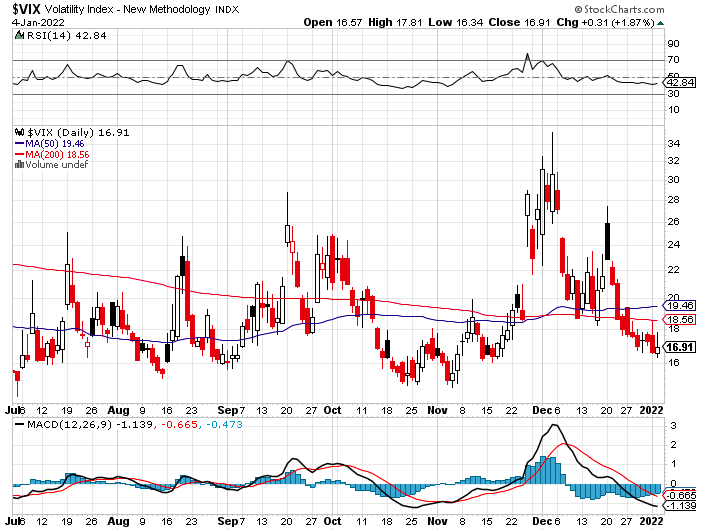 $VIX Volatility Index - New Methodology INDX © StockCharts.com
4-Jan-2022 Open 16.57 High 17.81 Low 16.34 Close 16.91 Chg +0.31 (+1.87%)
RSI(14) 42.84
90
70
50
42.84
30
10
$VIX (Daily) 16.91
MA(50) 19.46
MA(200) 18.56
Volume undef
34
32
30
28
26
24
22
20
19.46
18.56
18
16.91
16
Jul 6 12 19 26 Aug 9 16 23 Sep 7 13 20 27 Oct 11 18 25 Nov 8 15 22 Dec 6 13 20 27 2022
MACD(12,26,9) -1.139, -0.665, -0.473
3
2
1
0
-0.665
-1.139